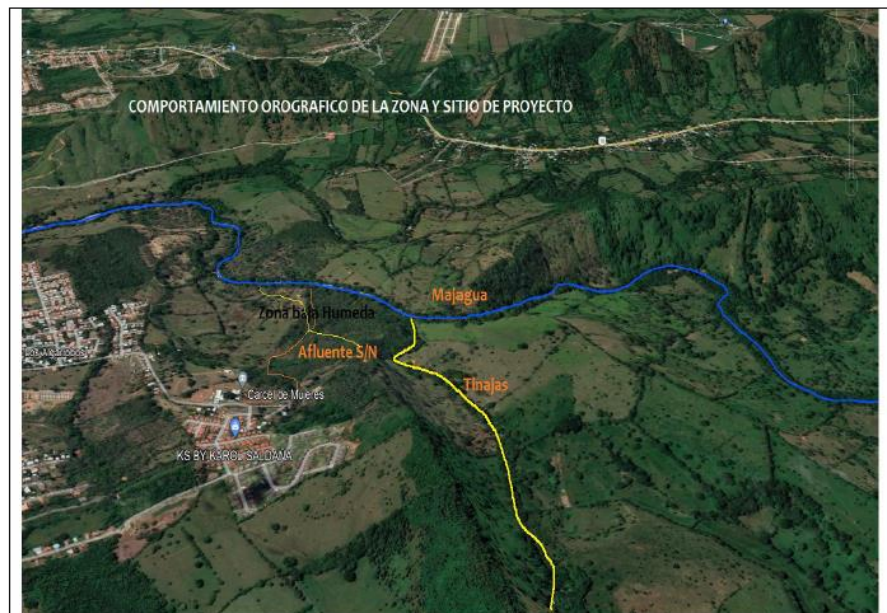 COMPORTAMIENTO OROGRAFICO DE LA ZONA Y SITIO DE PROYECTO
Majagua
Zona baja Humeda
Afluente S/N
Tinajas
Carcel de Mujeres
KS BY KAROL SALDAÑA